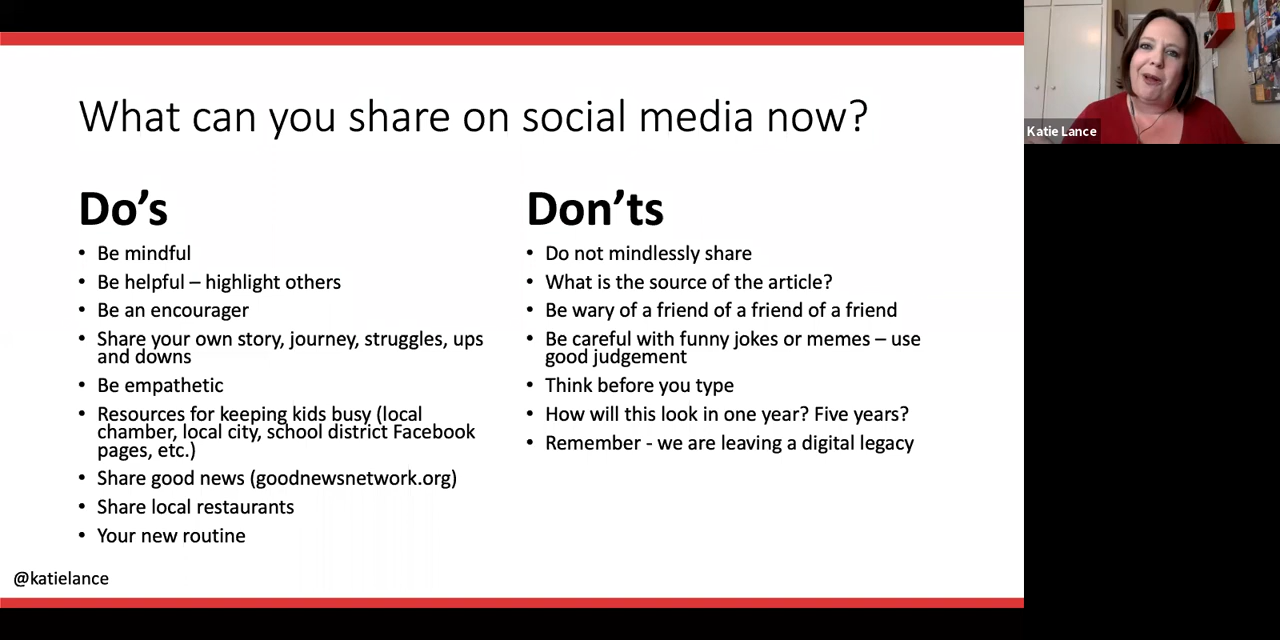 What can you share on social media now?
Do's
• Be mindful
• Be helpful – highlight others
• Be an encourager
• Share your own story, journey, struggles, ups
and downs
• Be empathetic
• Resources for keeping kids busy (local
chamber, local city, school district Facebook
pages, etc.)
• Share good news (goodnewsnetwork.org)
• Share local restaurants
• Your new routine
Don'ts
• Do not mindlessly share
• What is the source of the article?
• Be wary of a friend of a friend of a friend
• Be careful with funny jokes or memes – use
good judgement
• Think before you type
• How will this look in one year? Five years?
• Remember - we are leaving a digital legacy
@katielance
Katie Lance